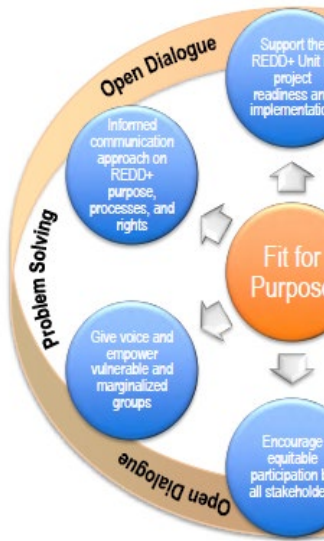 Open Dialogue
Support the
REDD+ Unit
project
readiness an
implementatio
Informed
communication
approach on
REDD+
purpose,
processes, and
rights
Problem Solving
Fit for
Purpose
Give voice and
empower
vulnerable and
marginalized
groups
Open Dialogue
Encourage
equitable
participation b
all stakeholde